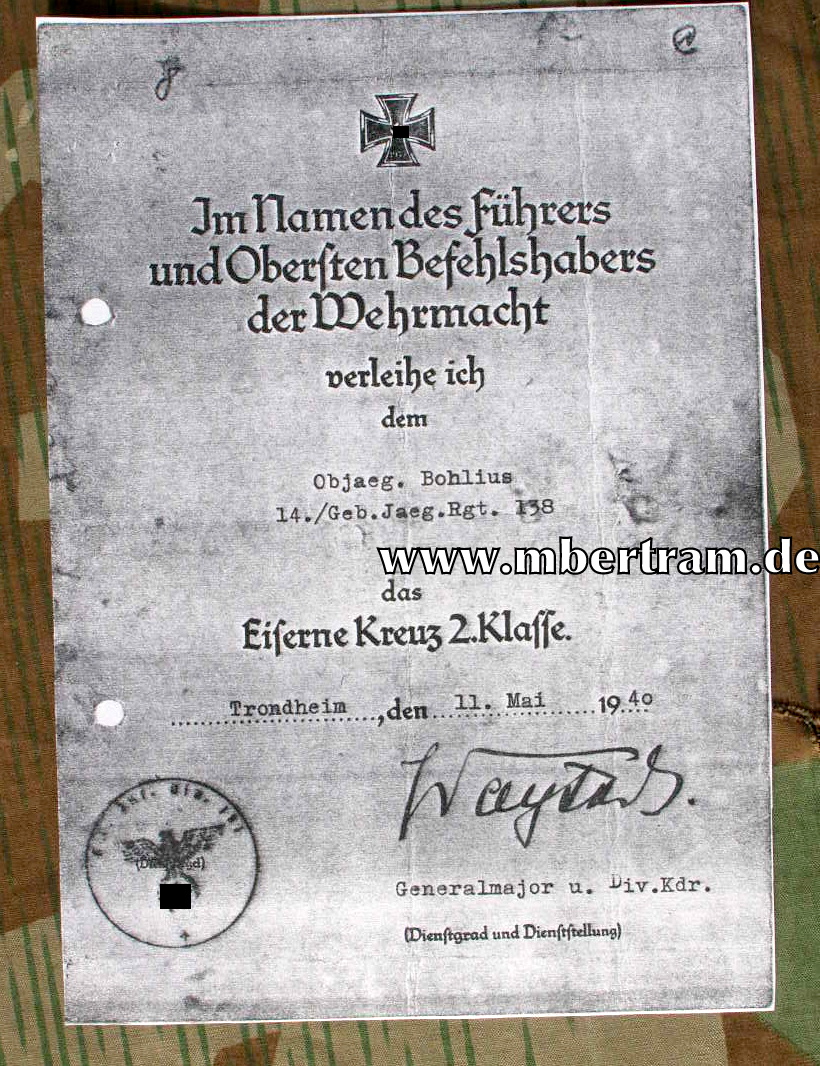 Im Namen des Führers
und Oberſten Befehlshabers
der Wehrmacht
verleihe ich
dem
Objaeg. Bohlius
14./Geb.Jaeg.Rgt. 138
www.mbertram.de
das
Eiſerne Kreuz 2.Klaſſe.
Trondheim, den 11. Mai 1940
Generalmajor u. Div.Kdr.
(Dienſtgrad und Dienſtſtellung)